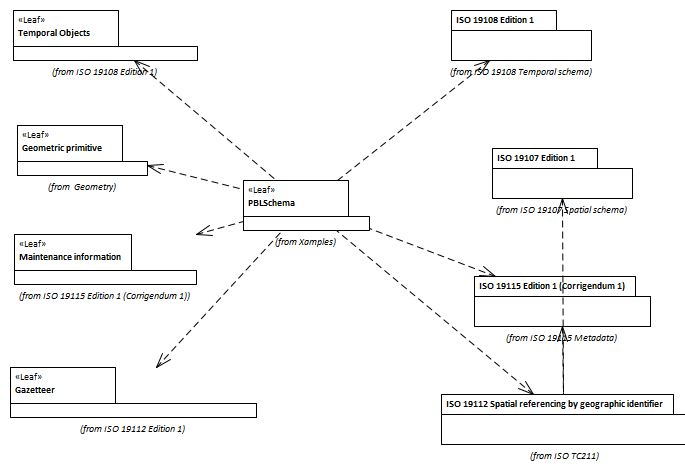 «Leaf»
Temporal Objects
(from ISO 19108 Edition 1)
ISO 19108 Edition 1
(from ISO 19108 Temporal schema)
«Leaf»
Geometric primitive
(from Geometry)
ISO 19107 Edition 1
(from ISO 19107 Spatial schema)
«Leaf»
PBLSchema
(from Xamples)
«Leaf»
Maintenance information
(from ISO 19115 Edition 1 (Corrigendum 1))
ISO 19115 Edition 1 (Corrigendum 1)
(from ISO 19115 Metadata)
«Leaf»
Gazetteer
(from ISO 19112 Edition 1)
ISO 19112 Spatial referencing by geographic identifier
(from ISO TC211)